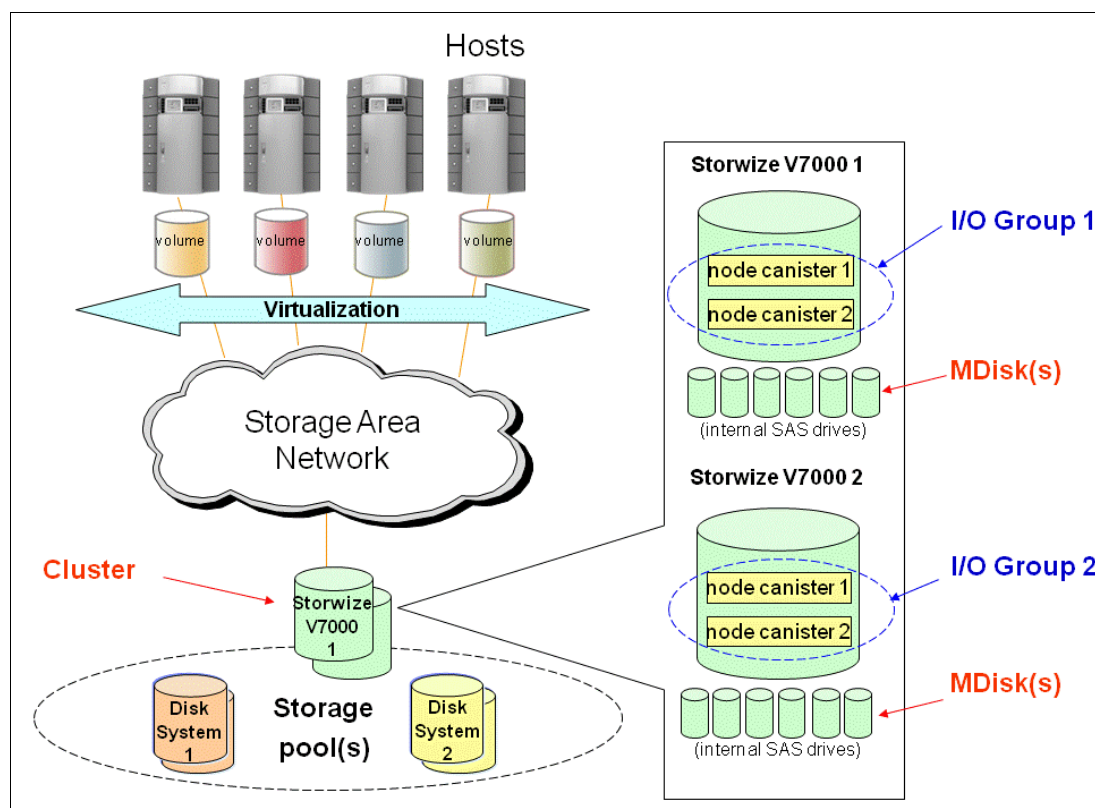 Hosts
volume
volume
volume
volume
Virtualization
Storage Area
Network
Cluster
Storwize
V7000
1
Disk
System
1
Storage
pool(s)
Disk
System
2
Storwize V7000 1
node canister 1
node canister 2
I/O Group 1
MDisk(s)
(internal SAS drives)
Storwize V7000 2
node canister 1
node canister 2
I/O Group 2
MDisk(s)
(internal SAS drives)